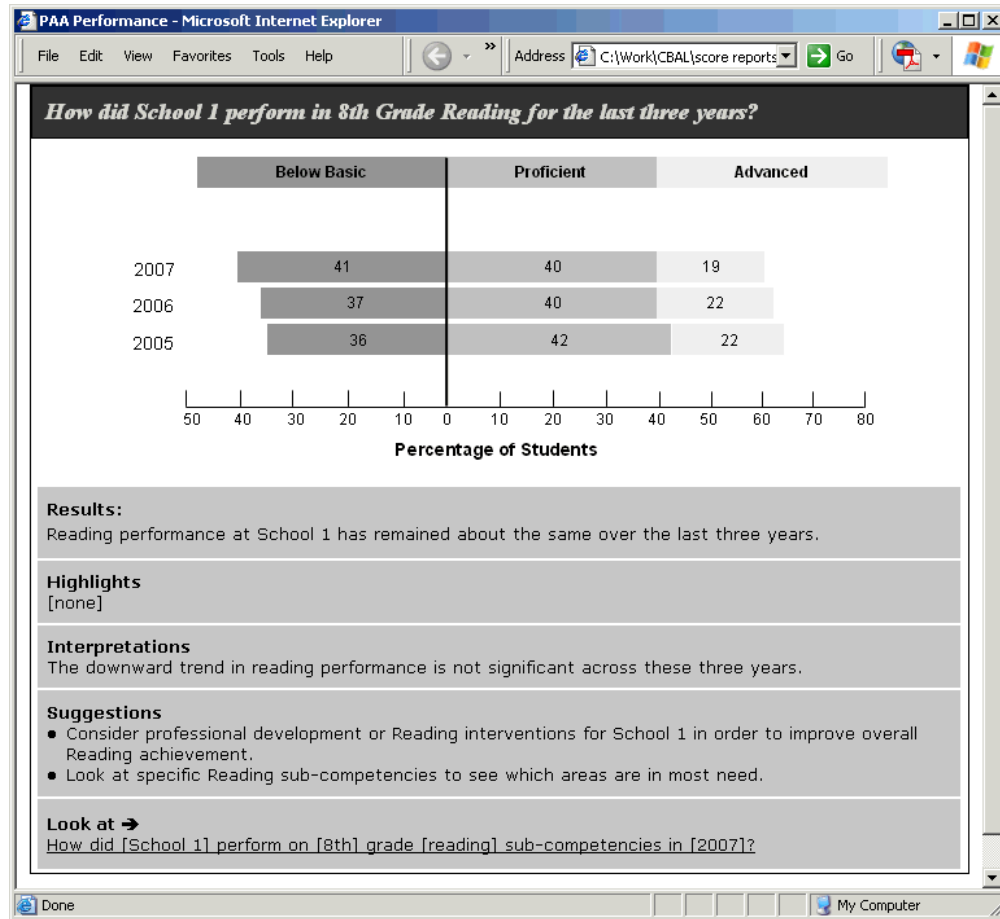 PAA Performance - Microsoft Internet Explorer
File Edit View Favorites Tools Help » Address C:\Work\CBAL\score reports Go
How did School 1 perform in 8th Grade Reading for the last three years?
Below Basic Proficient Advanced
2007 41 40 19
2006 37 40 22
2005 36 42 22
50 40 30 20 10 0 10 20 30 40 50 60 70 80
Percentage of Students
Results:
Reading performance at School 1 has remained about the same over the last three years.
Highlights
[none]
Interpretations
The downward trend in reading performance is not significant across these three years.
Suggestions
● Consider professional development or Reading interventions for School 1 in order to improve overall
Reading achievement.
● Look at specific Reading sub-competencies to see which areas are in most need.
Look at ➔
How did [School 1] perform on [8th] grade [reading] sub-competencies in [2007]?
Done My Computer